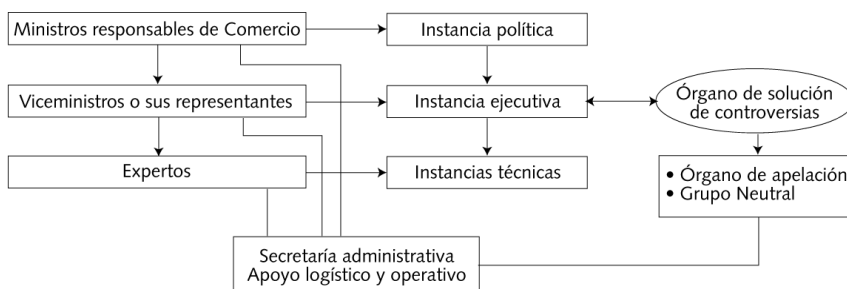 Ministros responsables de Comercio
Instancia política
Viceministros o sus representantes
Instancia ejecutiva
Órgano de solución
de controversias
Expertos
Instancias técnicas
• Órgano de apelación
• Grupo Neutral
Secretaría administrativa
Apoyo logístico y operativo